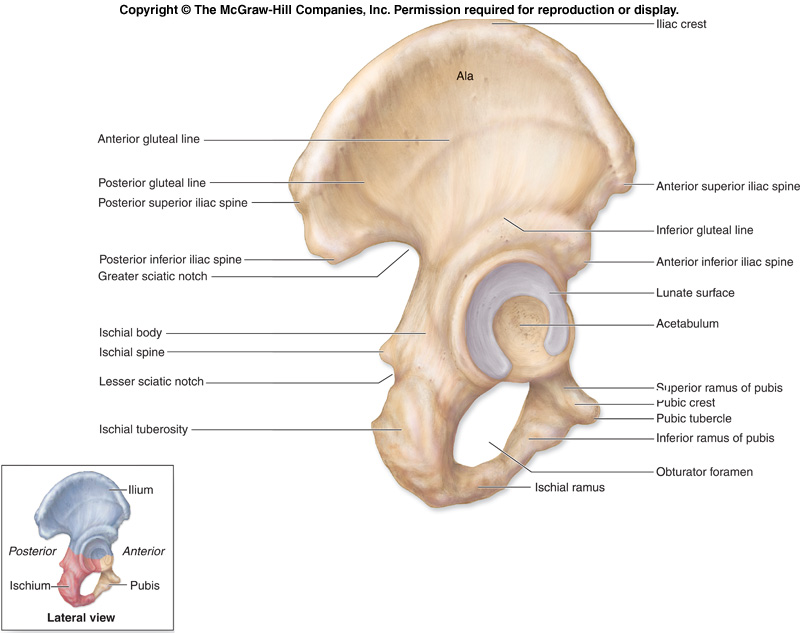 Copyright © The McGraw-Hill Companies, Inc. Permission required for reproduction or display.
Iliac crest
Ala
Anterior gluteal line
Posterior gluteal line
Posterior superior iliac spine
Anterior superior iliac spine
Inferior gluteal line
Posterior inferior iliac spine
Anterior inferior iliac spine
Greater sciatic notch
Lunate surface
Acetabulum
Ischial body
Ischial spine
Lesser sciatic notch
Superior ramus of pubis
Pubic crest
Pubic tubercle
Ischial tuberosity
Inferior ramus of pubis
Obturator foramen
Ischial ramus
Ilium
Posterior
Anterior
Ischium
Pubis
Lateral view